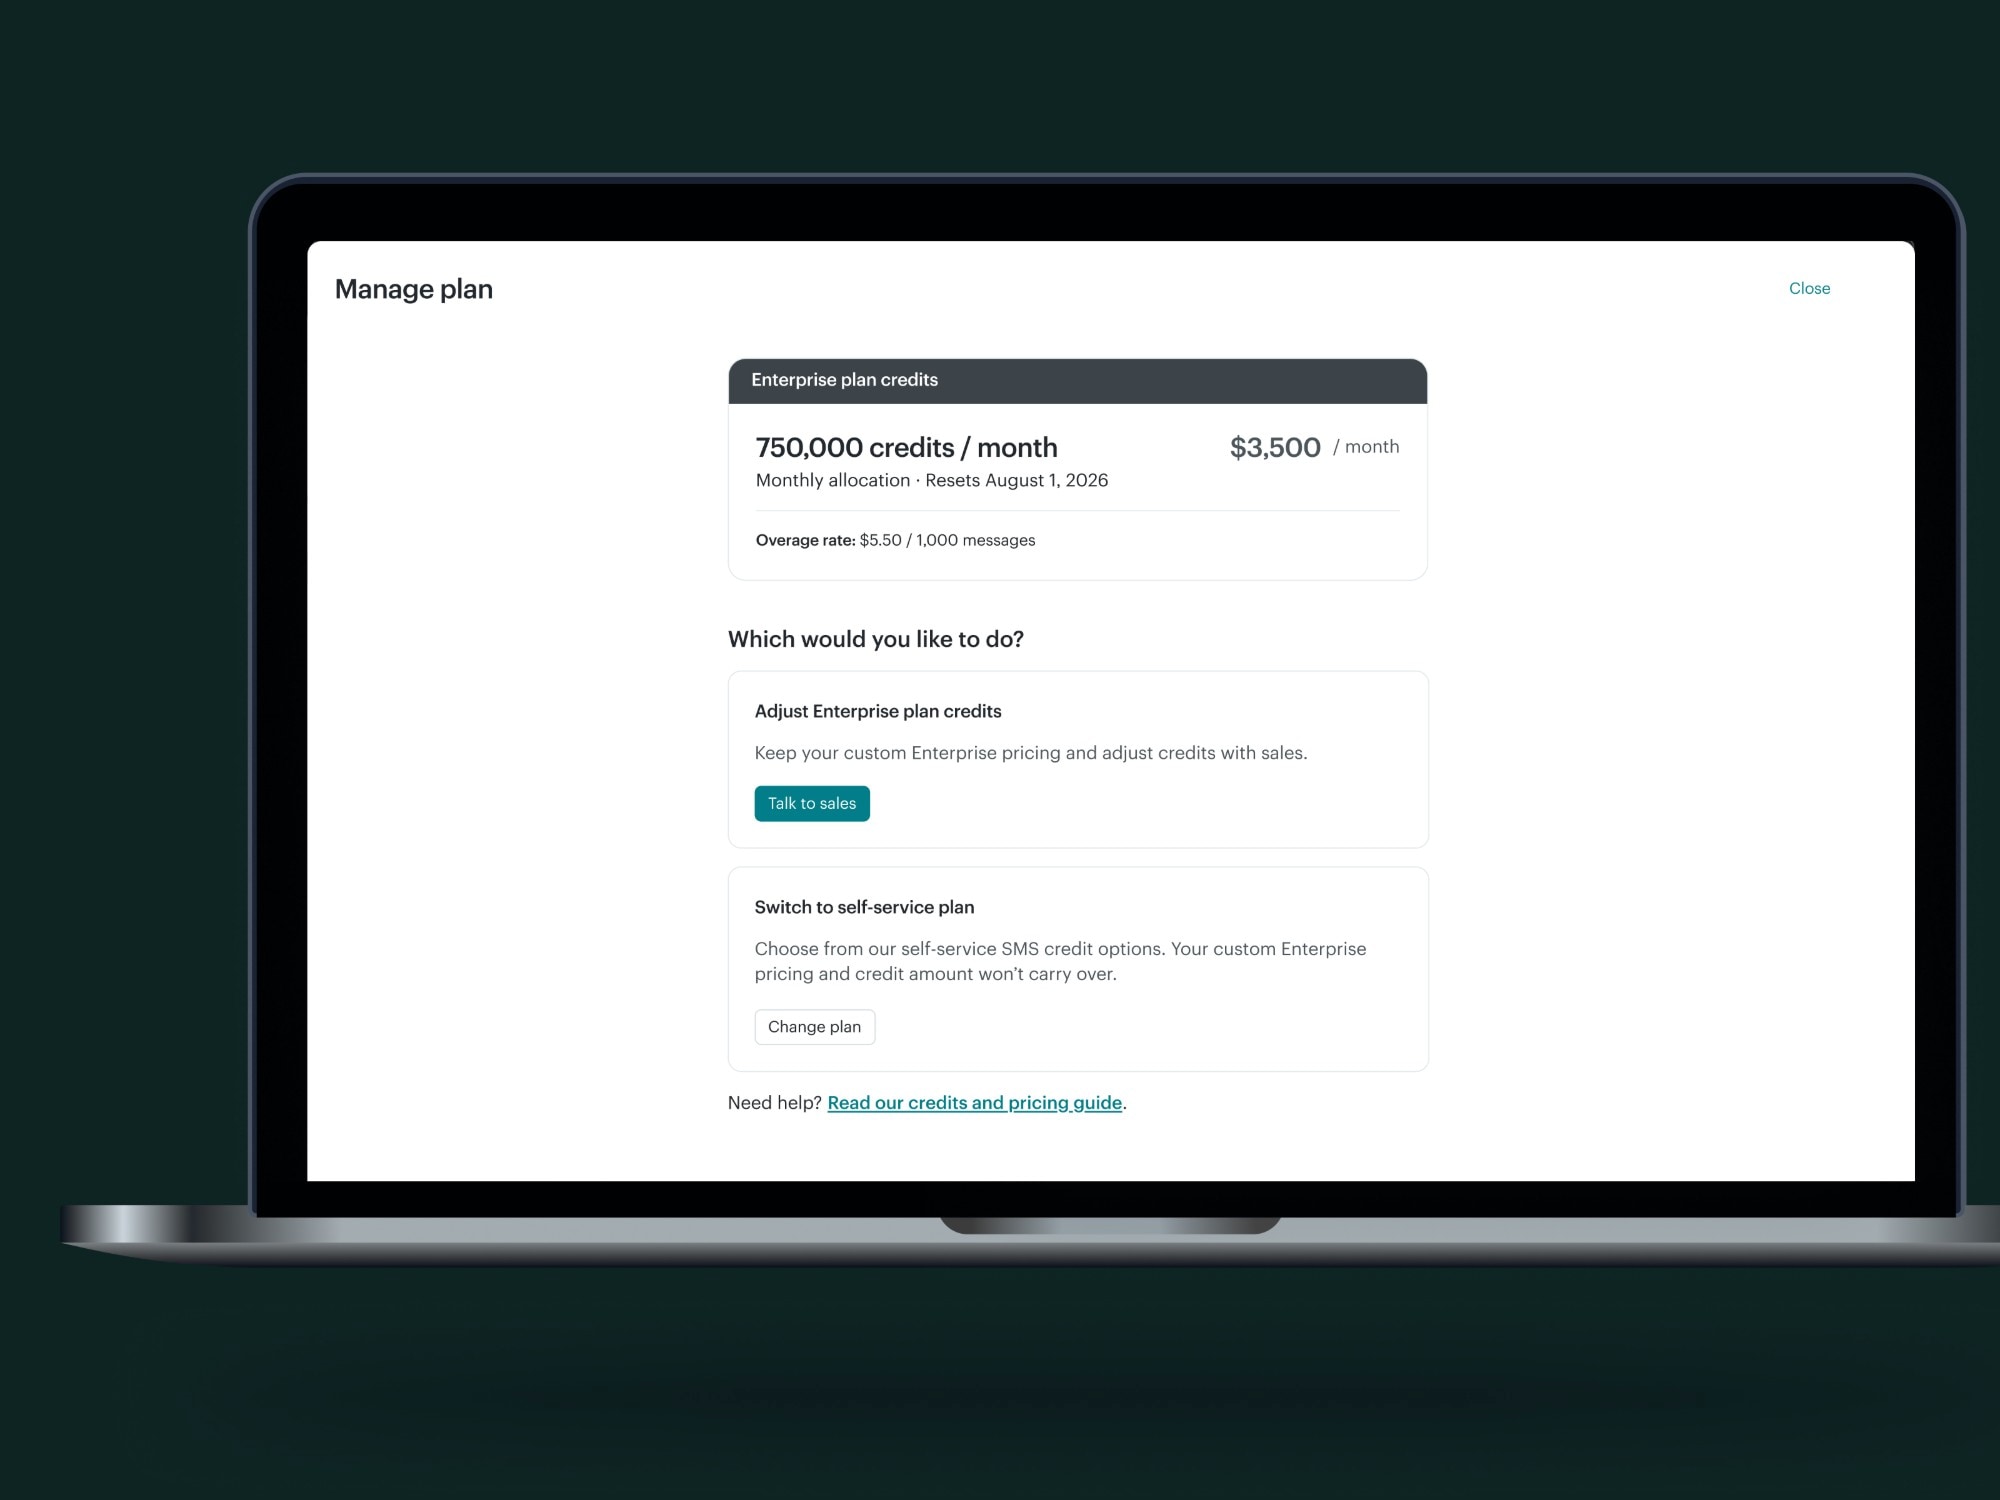 Manage plan
Close
Enterprise plan credits
750,000 credits / month
$3,500 / month
Monthly allocation · Resets August 1, 2026
Overage rate: $5.50 / 1,000 messages
Which would you like to do?
Adjust Enterprise plan credits
Keep your custom Enterprise pricing and adjust credits with sales.
Talk to sales
Switch to self-service plan
Choose from our self-service SMS credit options. Your custom Enterprise
pricing and credit amount won’t carry over.
Change plan
Need help? Read our credits and pricing guide.